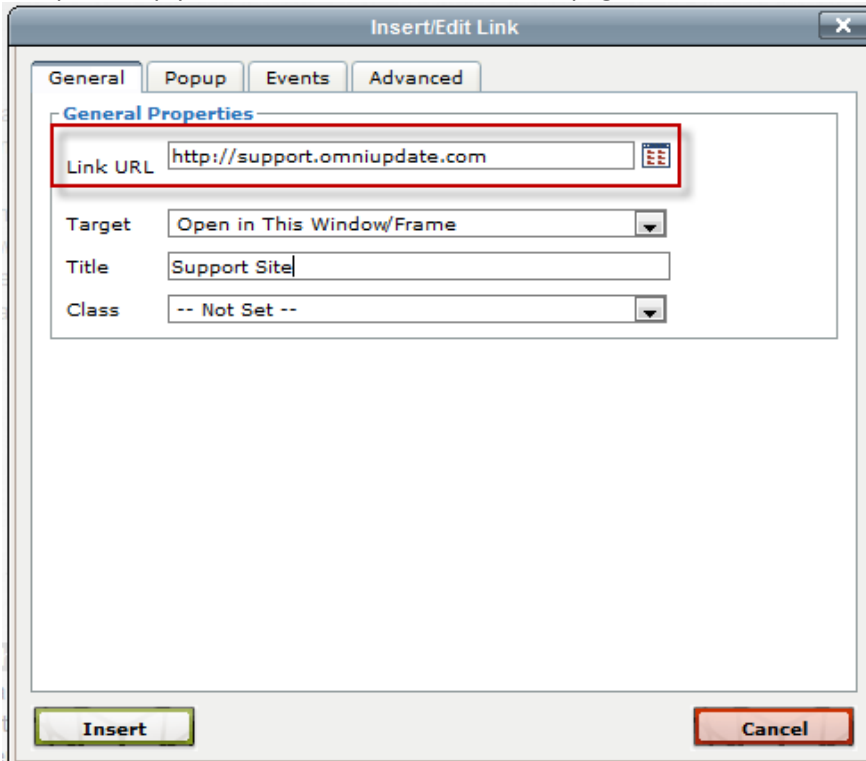 Insert/Edit Link
General Popup Events Advanced
General Properties
Link URL http://support.omniupdate.com
Target Open in This Window/Frame
Title Support Site
Class -- Not Set --
Insert Cancel